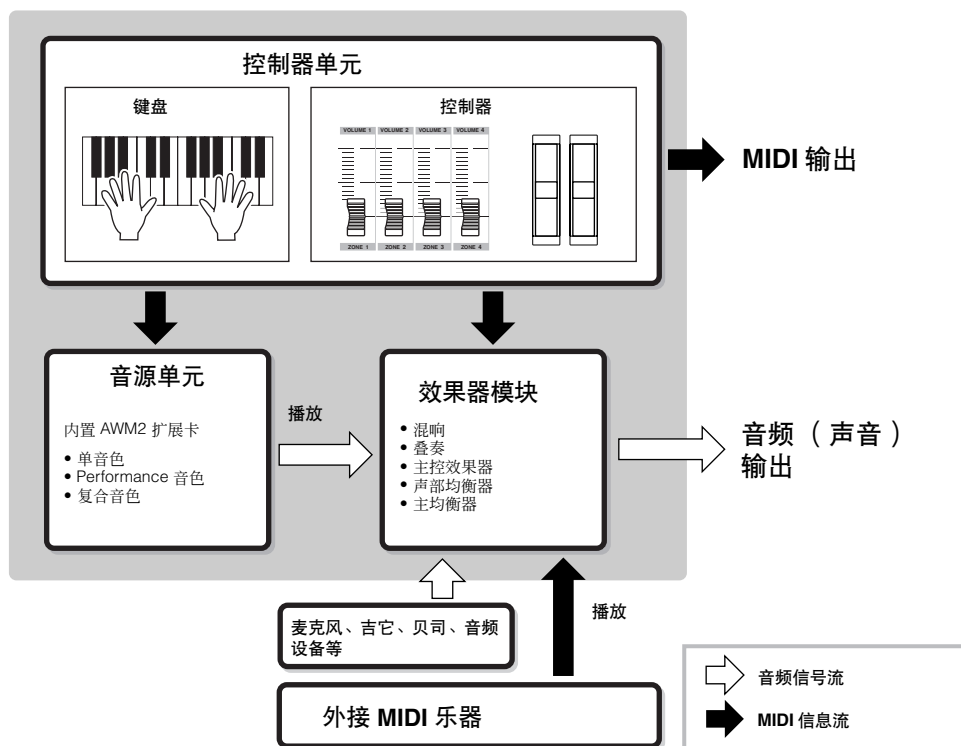 控制器单元
键盘
控制器
VOLUME 1 VOLUME 2 VOLUME 3 VOLUME 4
ZONE 1 ZONE 2 ZONE 3 ZONE 4
MIDI 输出
音源单元
内置 AWM2 扩展卡
• 单音色
• Performance 音色
• 复合音色
播放
效果器模块
• 混响
• 叠奏
• 主控效果器
• 声部均衡器
• 主均衡器
音频（声音）
输出
麦克风、吉它、贝司、音频
设备等
播放
外接 MIDI 乐器
音频信号流
MIDI 信息流